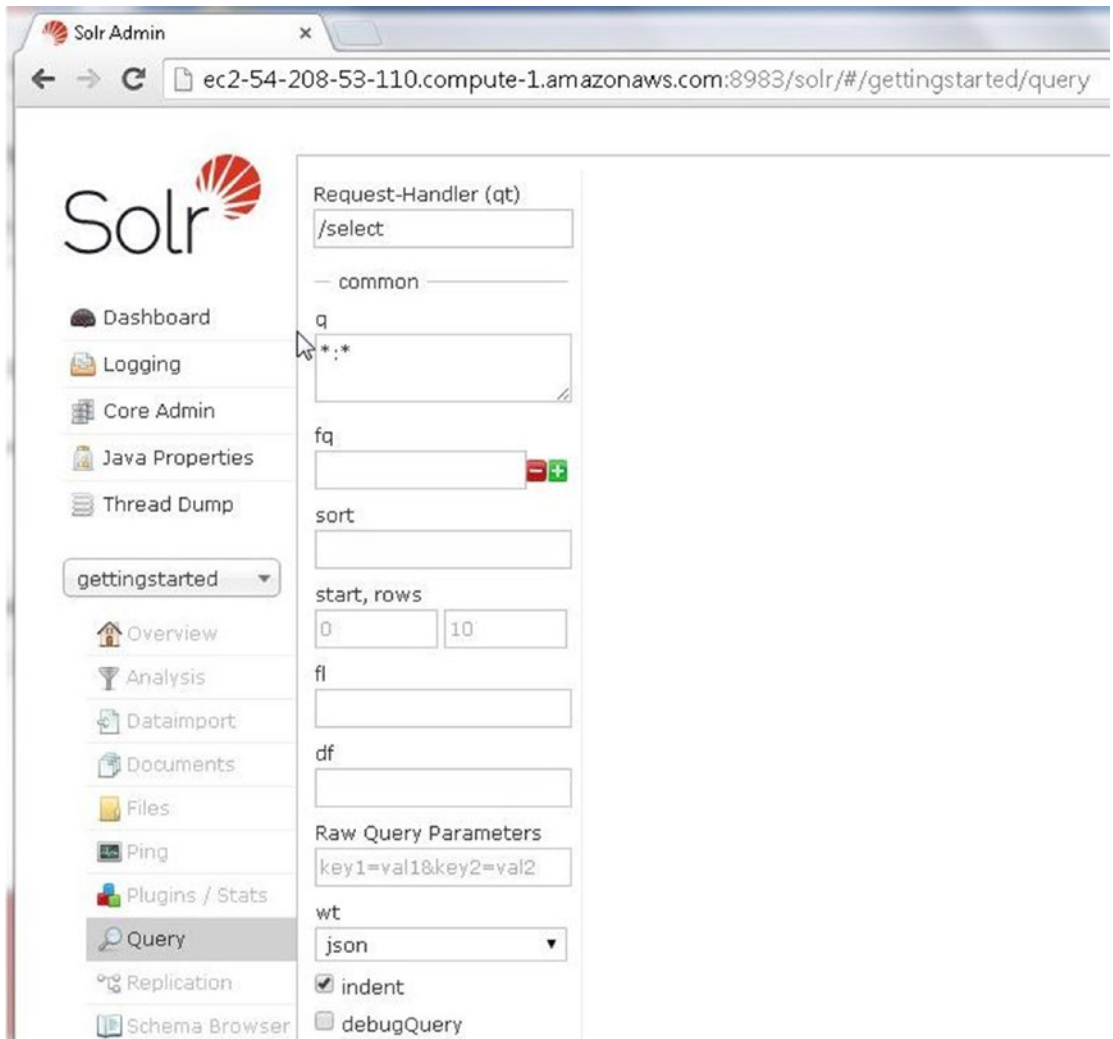 Solr Admin
ec2-54-208-53-110.compute-1.amazonaws.com:8983/solr/#/gettingstarted/query
Solr
Dashboard
Logging
Core Admin
Java Properties
Thread Dump
gettingstarted
Overview
Analysis
Dataimport
Documents
Files
Ping
Plugins / Stats
Query
Replication
Schema Browser
Request-Handler (qt)
/select
common
q
*:*
fq
sort
start, rows
0 10
fl
df
Raw Query Parameters
key1=val1&key2=val2
wt
json
indent
debugQuery